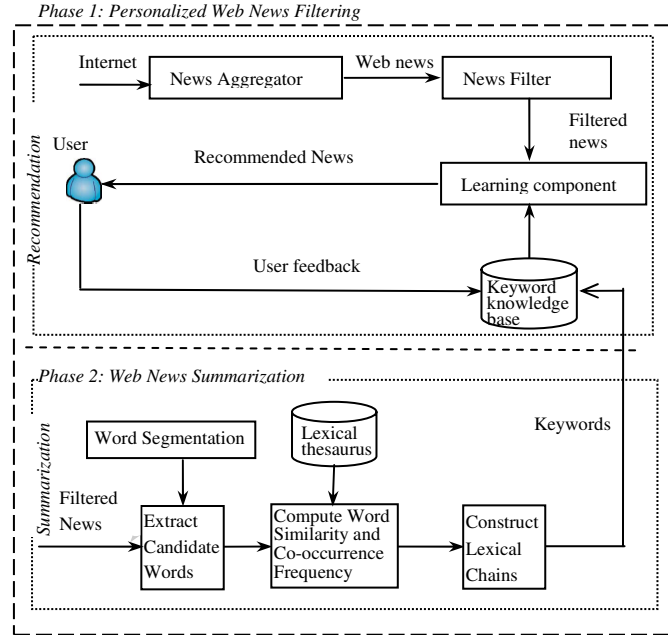 Phase 1: Personalized Web News Filtering
Internet
News Aggregator
Web news
News Filter
Filtered
news
User
Recommended News
Learning component
Recommendation
User feedback
Keyword
knowledge
base
Phase 2: Web News Summarization
Keywords
Word Segmentation
Lexical
thesaurus
Summarization
Filtered
News
Extract
Candidate
Words
Compute Word
Similarity and
Co-occurrence
Frequency
Construct
Lexical
Chains